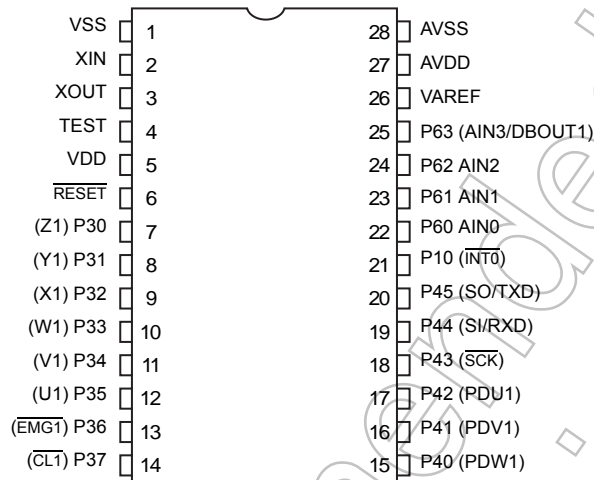 VSS 1 28 AVSS
XIN 2 27 AVDD
XOUT 3 26 VAREF
TEST 4 25 P63 (AIN3/DBOUT1)
VDD 5 24 P62 AIN2
RESET 6 23 P61 AIN1
(Z1) P30 7 22 P60 AIN0
(Y1) P31 8 21 P10 (INT0)
(X1) P32 9 20 P45 (SO/TXD)
(W1) P33 10 19 P44 (SI/RXD)
(V1) P34 11 18 P43 (SCK)
(U1) P35 12 17 P42 (PDU1)
(EMG1) P36 13 16 P41 (PDV1)
(CL1) P37 14 15 P40 (PDW1)